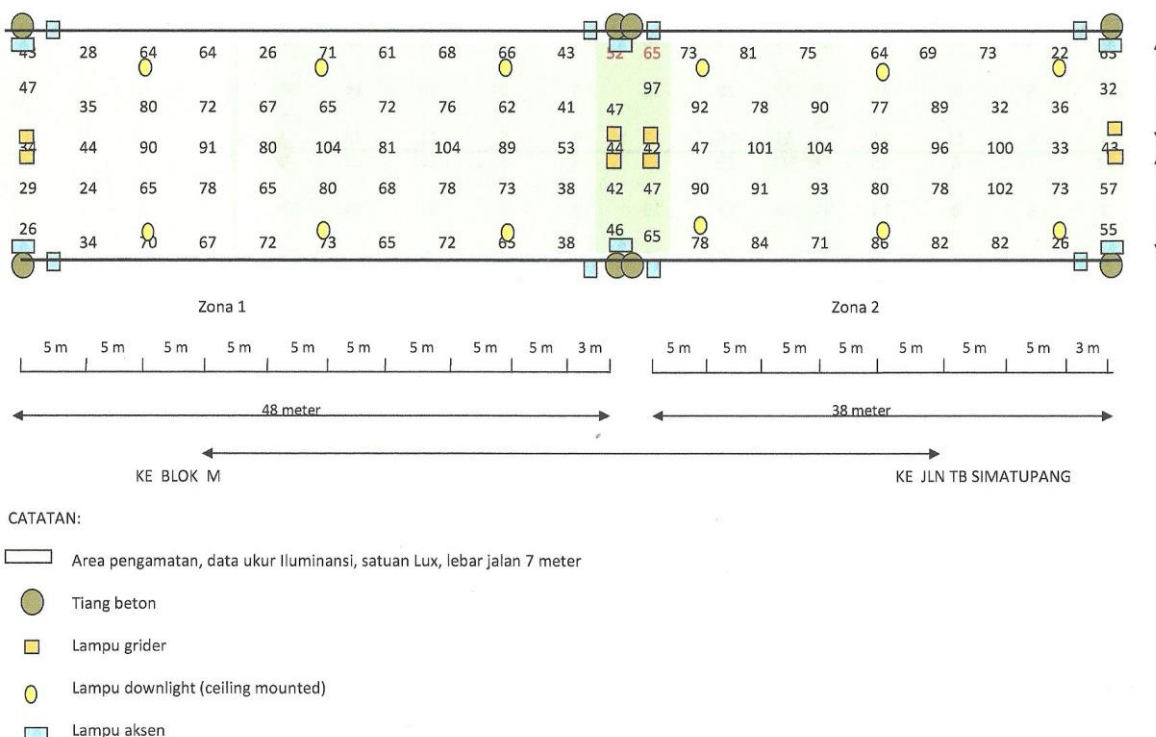 43 28 64 64 26 71 61 68 66 43 52 65 73 81 75 64 69 73 22 63
47 97 32
35 80 72 67 65 72 76 62 41 47 92 78 90 77 89 32 36
34 44 90 91 80 104 81 104 89 53 44 42 47 101 104 98 96 100 33 43
29 24 65 78 65 80 68 78 73 38 42 47 90 91 93 80 78 102 73 57
26 46 65 55
34 70 67 72 73 65 72 65 38 78 84 71 86 82 82 26
Zona 1 Zona 2
5 m 5 m 5 m 5 m 5 m 5 m 5 m 5 m 5 m 3 m 5 m 5 m 5 m 5 m 5 m 5 m 5 m 3 m
48 meter 38 meter
KE BLOK M KE JLN TB SIMATUPANG
CATATAN:
Area pengamatan, data ukur Iluminansi, satuan Lux, lebar jalan 7 meter
Tiang beton
Lampu grider
Lampu downlight (ceiling mounted)
Lampu aksen